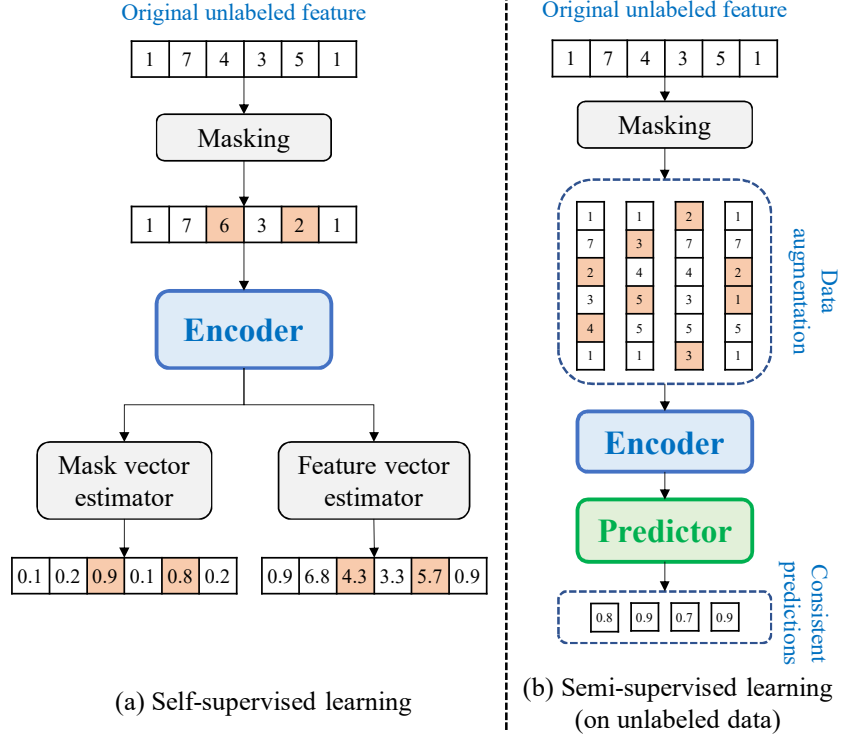 Original unlabeled feature
1 7 4 3 5 1
Masking
1 7 6 3 2 1
Encoder
Mask vector
estimator
Feature vector
estimator
0.1 0.2 0.9 0.1 0.8 0.2
0.9 6.8 4.3 3.3 5.7 0.9
(a) Self-supervised learning
Original unlabeled feature
1 7 4 3 5 1
Masking
1 1 2 1
7 3 7 7
2 4 4 2
3 5 3 1
4 5 5 5
1 1 3 1
Data
augmentation
Encoder
Predictor
0.8 0.9 0.7 0.9
Consistent
predictions
(b) Semi-supervised learning
(on unlabeled data)